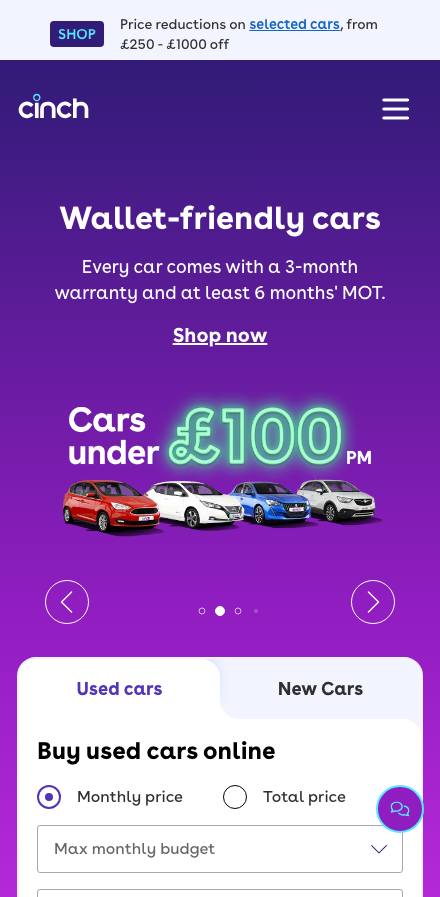 SHOP
Price reductions on selected cars, from
£250 - £1000 off
cinch
Wallet-friendly cars
Every car comes with a 3-month
warranty and at least 6 months' MOT.
Shop now
Cars
under £100 PM
Used cars
New Cars
Buy used cars online
Monthly price
Total price
Max monthly budget